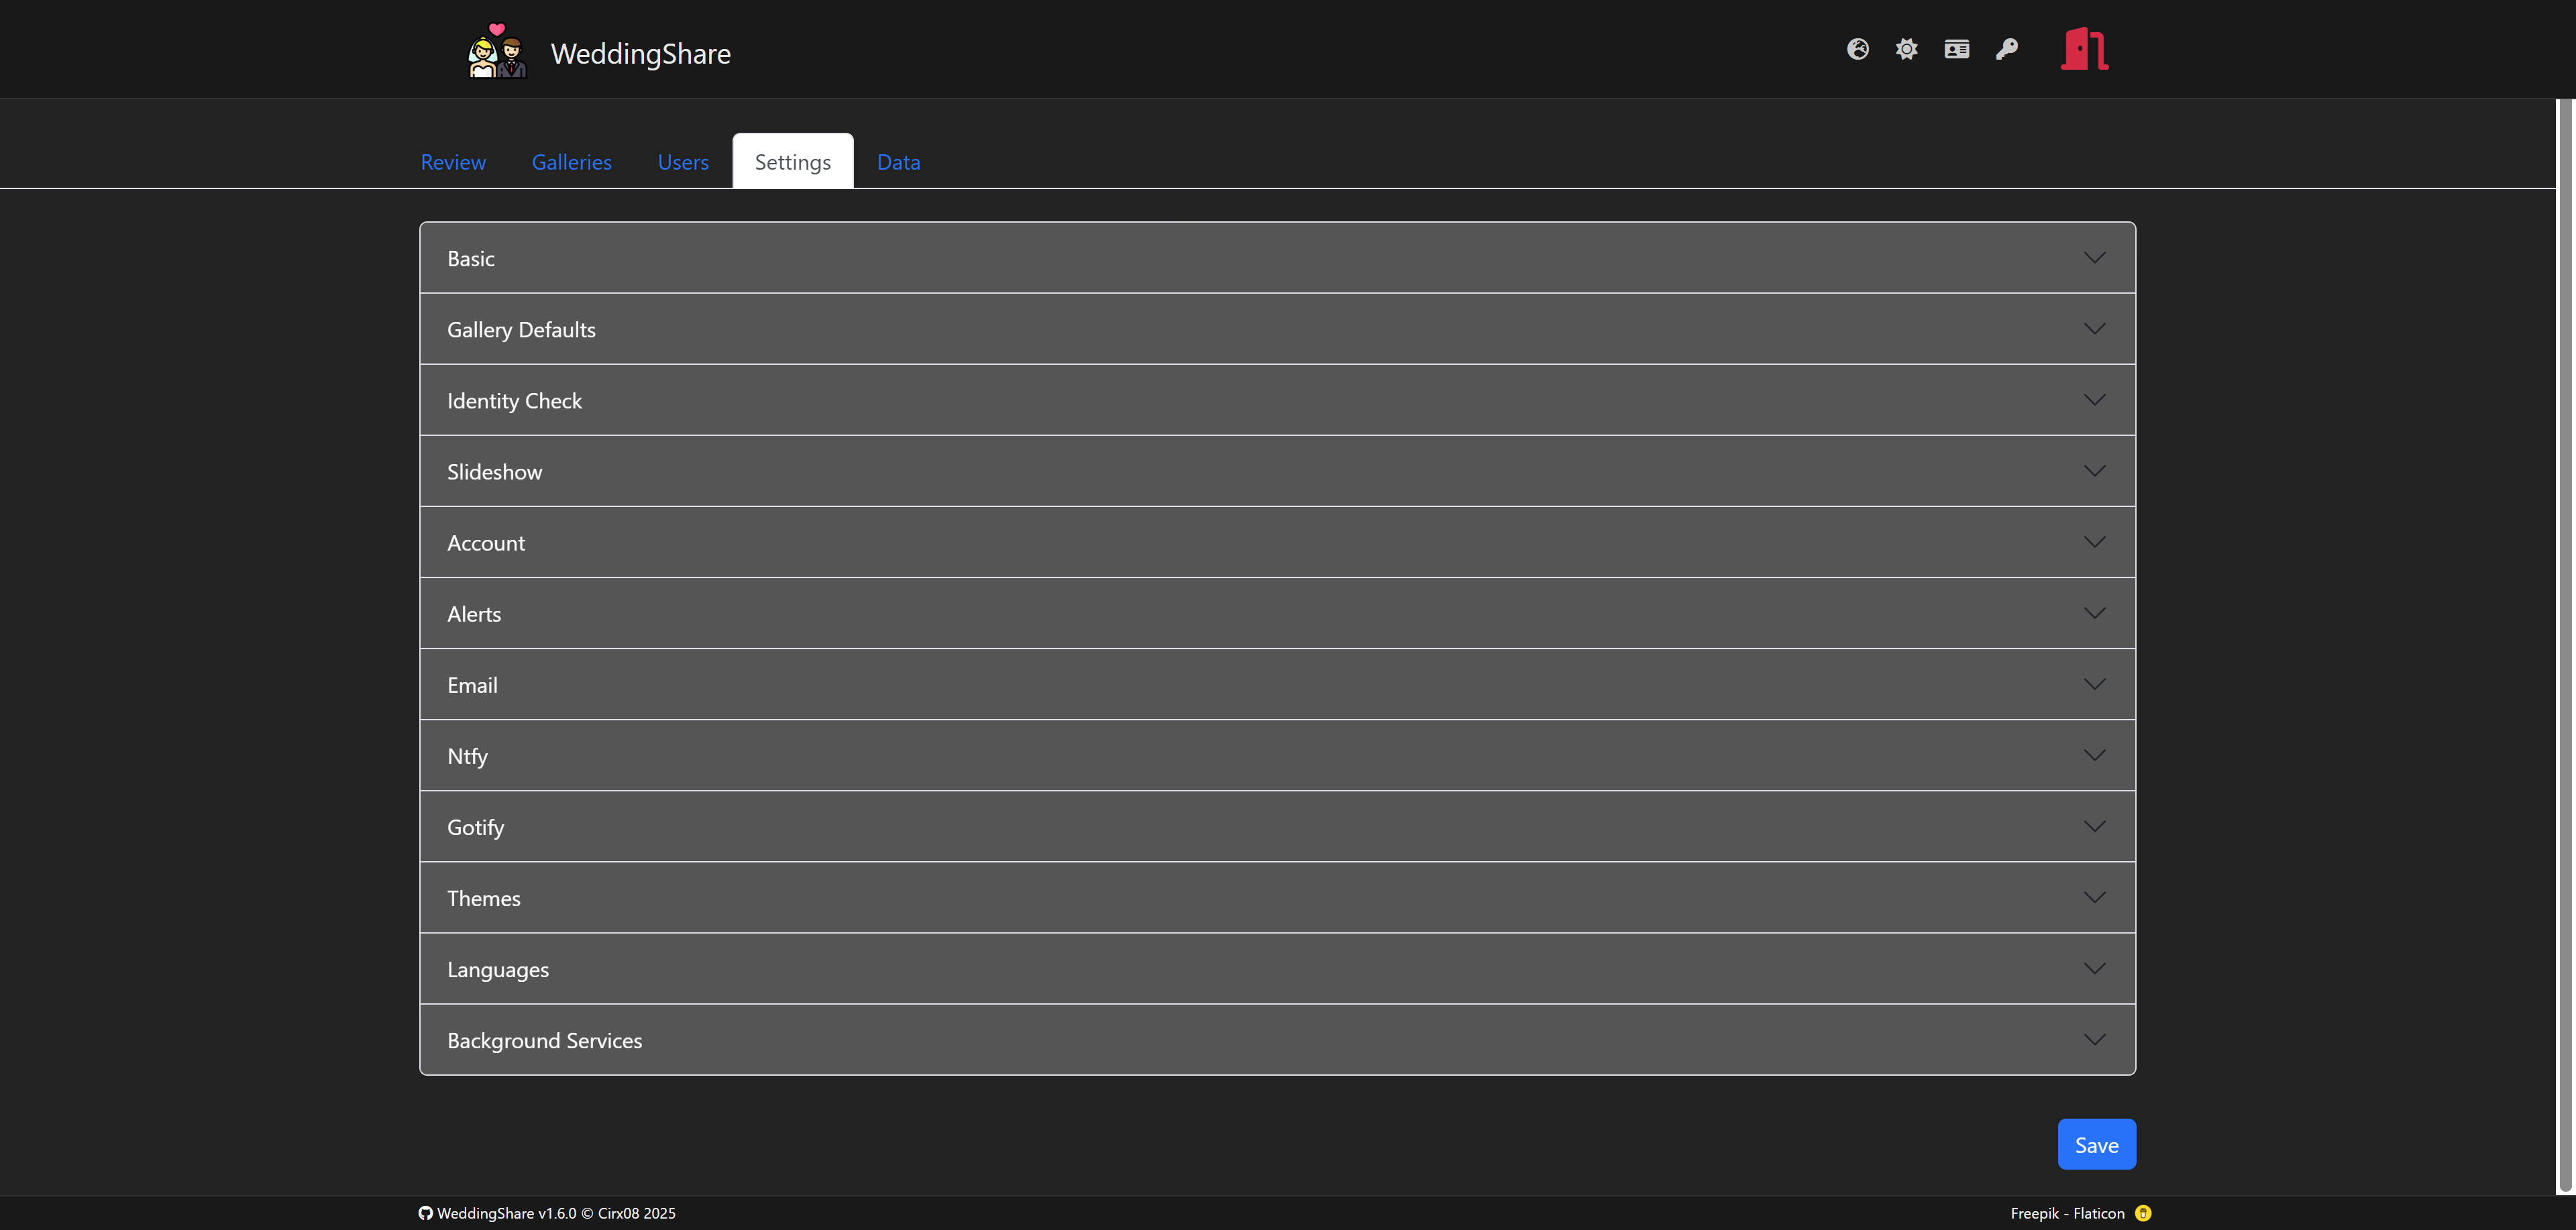 WeddingShare
Review Galleries Users Settings Data
Basic
Gallery Defaults
Identity Check
Slideshow
Account
Alerts
Email
Ntfy
Gotify
Themes
Languages
Background Services
Save
WeddingShare v1.6.0 © Cirx08 2025
Freepik - Flaticon